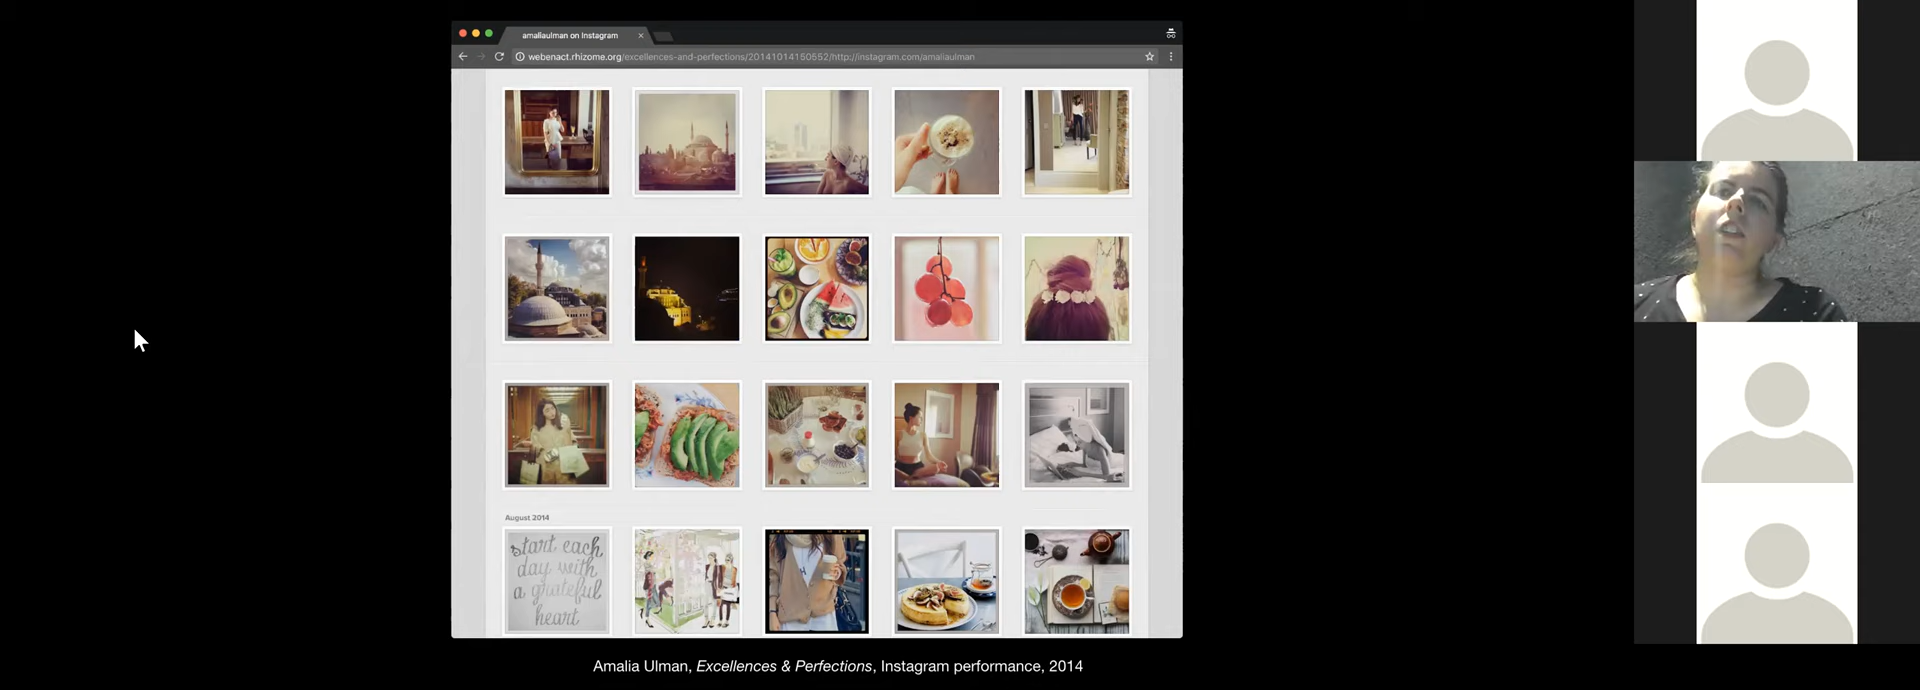 amaliaulman on Instagram
webenact.rhizome.org/excellences-and-perfections/20141014150552/http://instagram.com/amaliaulman
August 2014
start each
day with
a grateful
heart
Amalia Ulman, Excellences & Perfections, Instagram performance, 2014